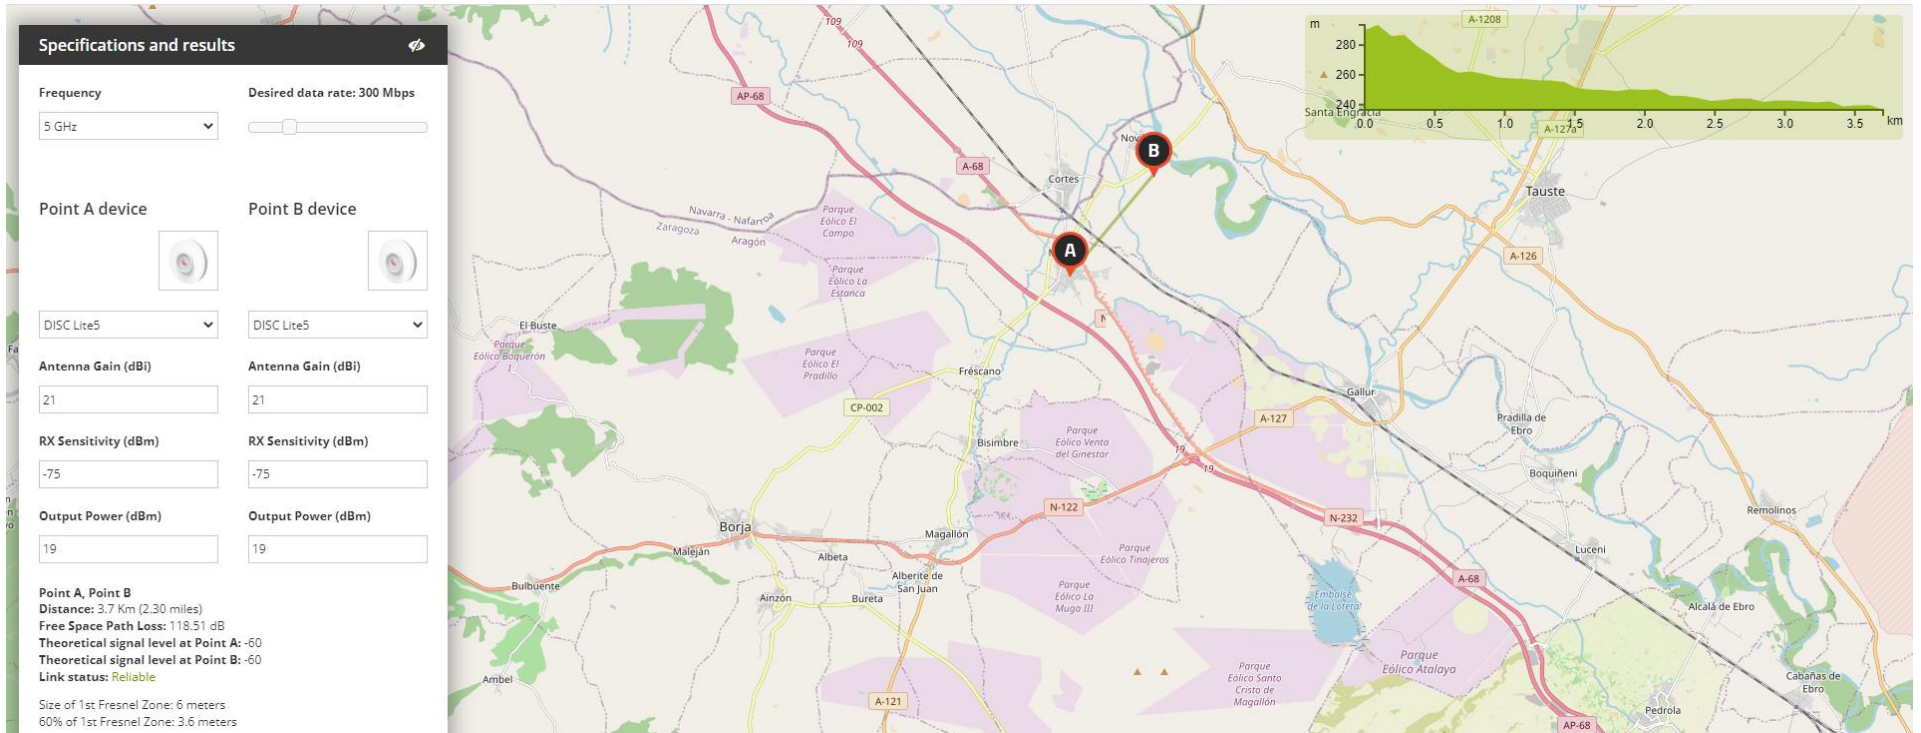 Specifications and results
Frequency
Desired data rate: 300 Mbps
5 GHz
Point A device
Point B device
DISC Lite5
DISC Lite5
Antenna Gain (dBi)
Antenna Gain (dBi)
21
21
RX Sensitivity (dBm)
RX Sensitivity (dBm)
-75
-75
Output Power (dBm)
Output Power (dBm)
19
19
Point A, Point B
Distance: 3.7 Km (2.30 miles)
Free Space Path Loss: 118.51 dB
Theoretical signal level at Point A: -60
Theoretical signal level at Point B: -60
Link status: Reliable
Size of 1st Fresnel Zone: 6 meters
60% of 1st Fresnel Zone: 3.6 meters
109
109
AP-68
A-68
Cortes
B
A
Navarra - Nafarroa
Zaragoza
Aragón
Parque
Eólico El
Campo
Parque
Eólico La
Estanca
El Buste
Parque
Eólica Boquerón
I
Parque
Eólico El
Pradillo
Fréscano
CP-002
Bisimbre
Parque
Eólico Venta
del Ginestar
N-122
Borja
Maleján
Albeta
Magallón
Alberite de
San Juan
Bulbuente
Ainzón
Bureta
Ambel
A-121
Parque
Eólico Tinajeros
Parque
Eólico La
Muga III
Parque
Eólico Santo
Cristo de
Magallón
19
19
N-232
A-127
Gallur
Pradilla de
Ebro
Boquiñeni
Remolinos
Luceni
A-68
Embalse
de la Loteta
Parque
Eólico Atalaya
Alcalá de Ebro
Cabañas de
Ebro
Pedrola
AP-68
Tauste
A-126
A-1208
A-127a
Santa Engracia
m
280
260
240
0.0 0.5 1.0 1.5 2.0 2.5 3.0 3.5 km